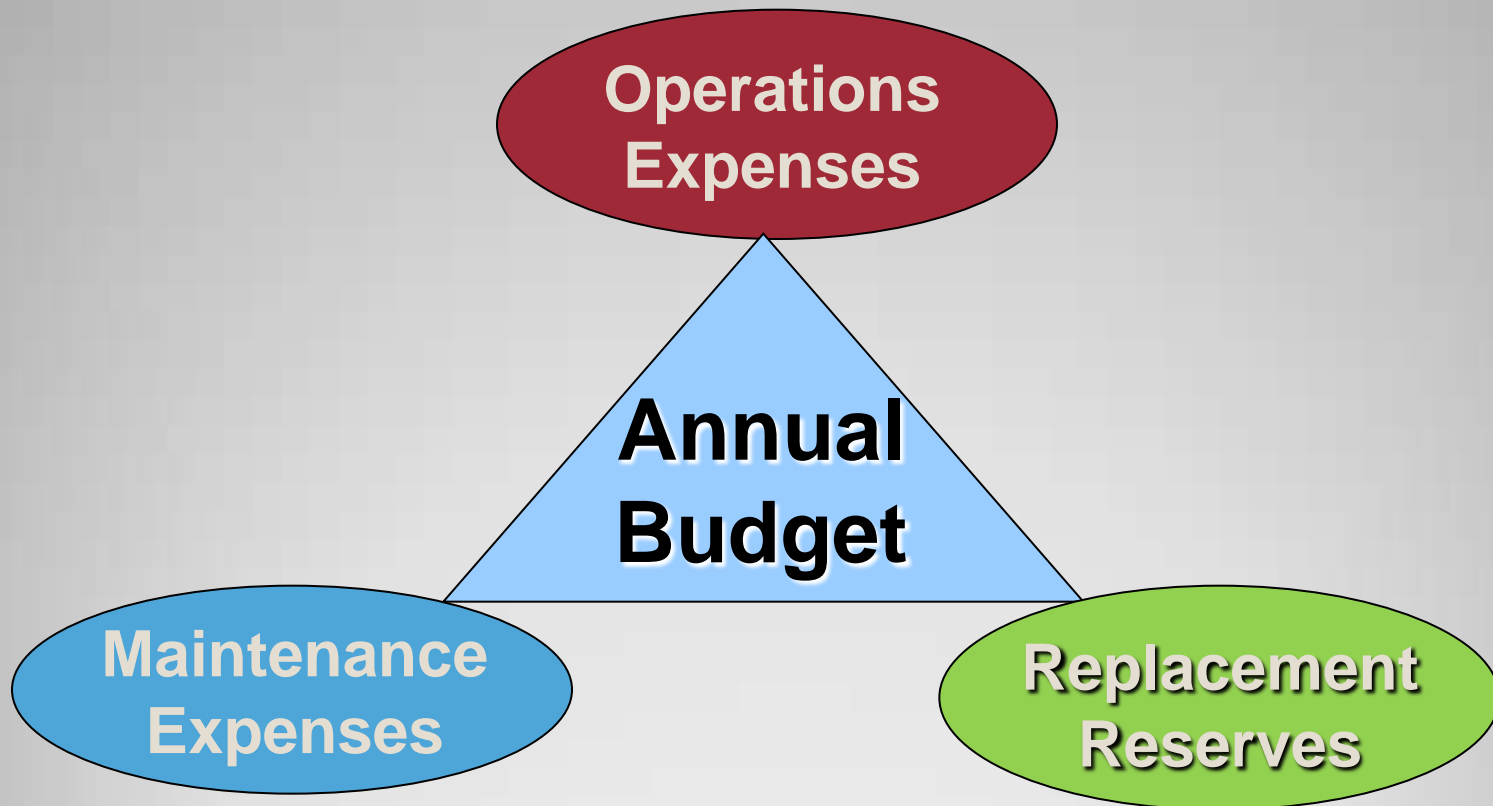 Operations
Expenses
Annual
Budget
Maintenance
Expenses
Replacement
Reserves